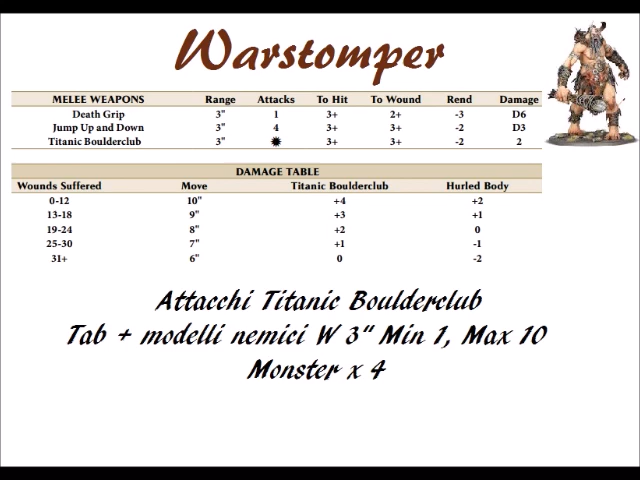 Warstomper
MELEE WEAPONS Range Attacks To Hit To Wound Rend Damage
Death Grip 3" 1 3+ 2+ -3 D6
Jump Up and Down 3" 4 3+ 3+ -2 D3
Titanic Boulderclub 3" ✹ 3+ 3+ -2 2
DAMAGE TABLE
Wounds Suffered Move Titanic Boulderclub Hurled Body
0-12 10" +4 +2
13-18 9" +3 +1
19-24 8" +2 0
25-30 7" +1 -1
31+ 6" 0 -2
Attacchi Titanic Boulderclub
Tab + modelli nemici W 3“ Min 1, Max 10
Monster x 4